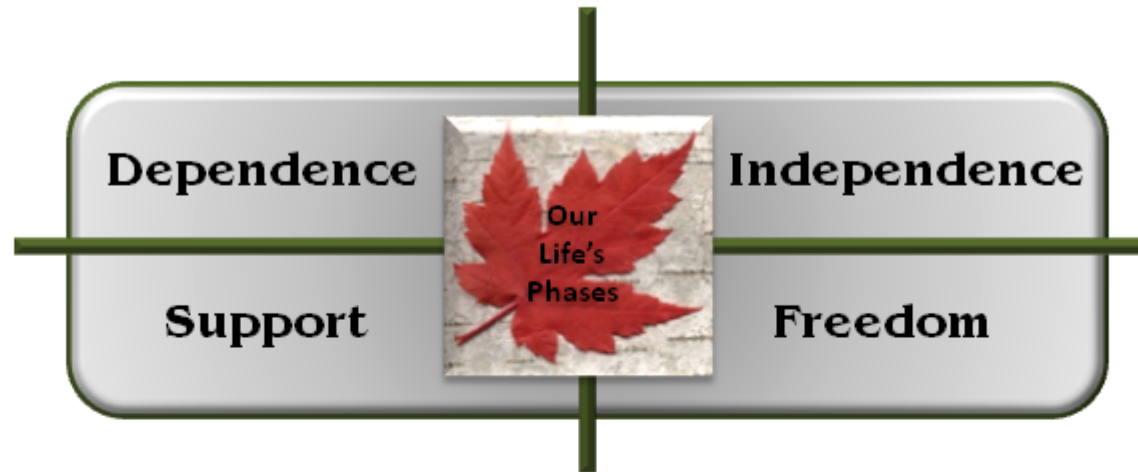 Dependence
Independence
Our
Life's
Phases
Support
Freedom